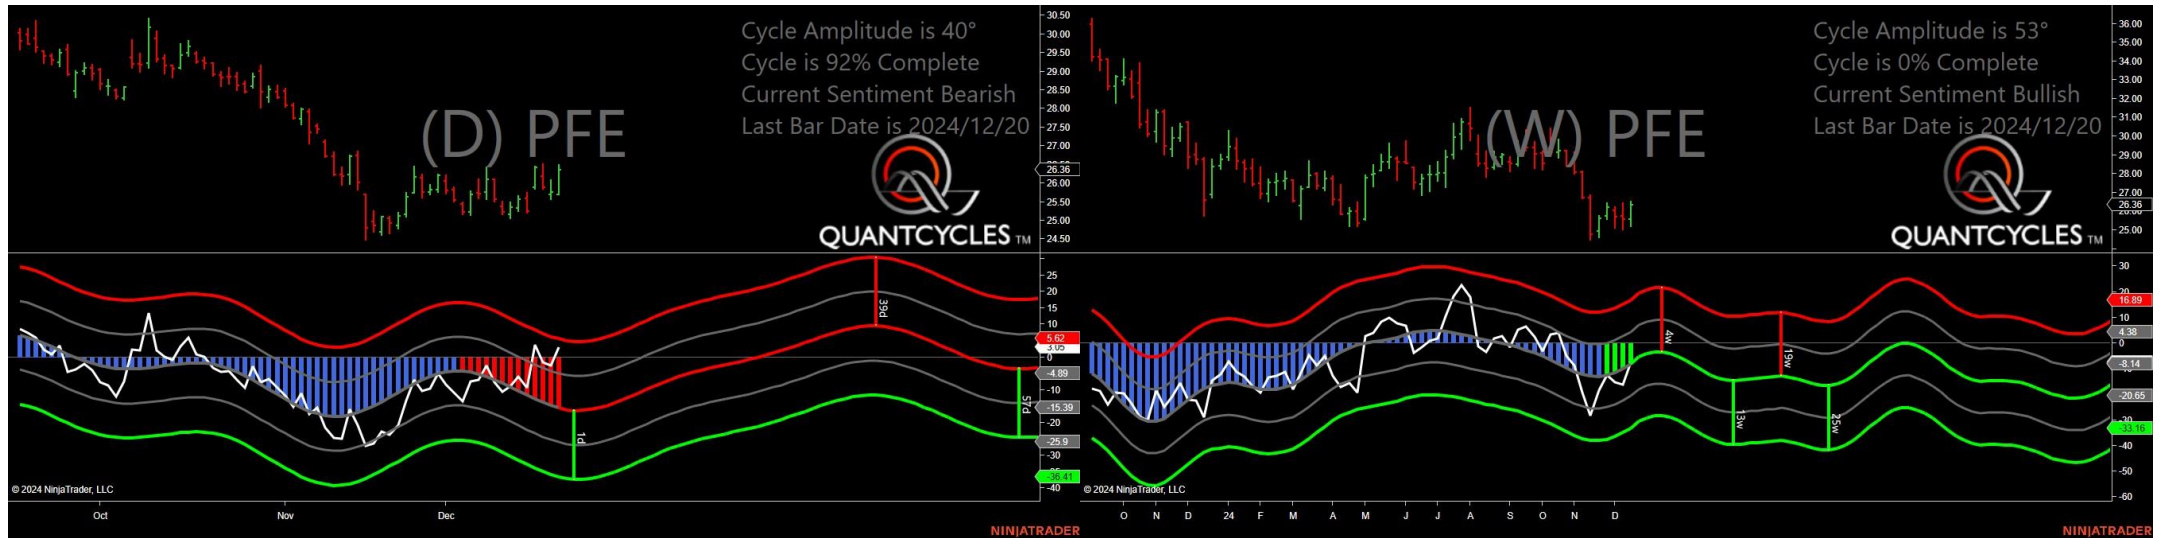 Cycle Amplitude is 40°
Cycle is 92% Complete
Current Sentiment Bearish
Last Bar Date is 2024/12/20
(D) PFE
QUANTCYCLES TM
30.50
30.00
29.50
29.00
28.50
28.00
27.50
27.00
26.36
26.00
25.50
25.00
24.50
25
20
15
10
5.62
3.05
0
-4.89
-10
-15.39
-20
-25.9
-30
-36.41
-40
39d
1d
57d
© 2024 NinjaTrader, LLC
Oct Nov Dec
NINJATRADER
Cycle Amplitude is 53°
Cycle is 0% Complete
Current Sentiment Bullish
Last Bar Date is 2024/12/20
(W) PFE
QUANTCYCLES TM
36.00
35.00
34.00
33.00
32.00
31.00
30.00
29.00
28.00
27.00
26.36
26.00
25.00
30
16.89
10
4.38
0
-8.14
-20.65
-30
-33.16
-40
-50
-60
4w
19w
13w
25w
© 2024 NinjaTrader, LLC
O N D 24 F M A M J J A S O N D
NINJATRADER